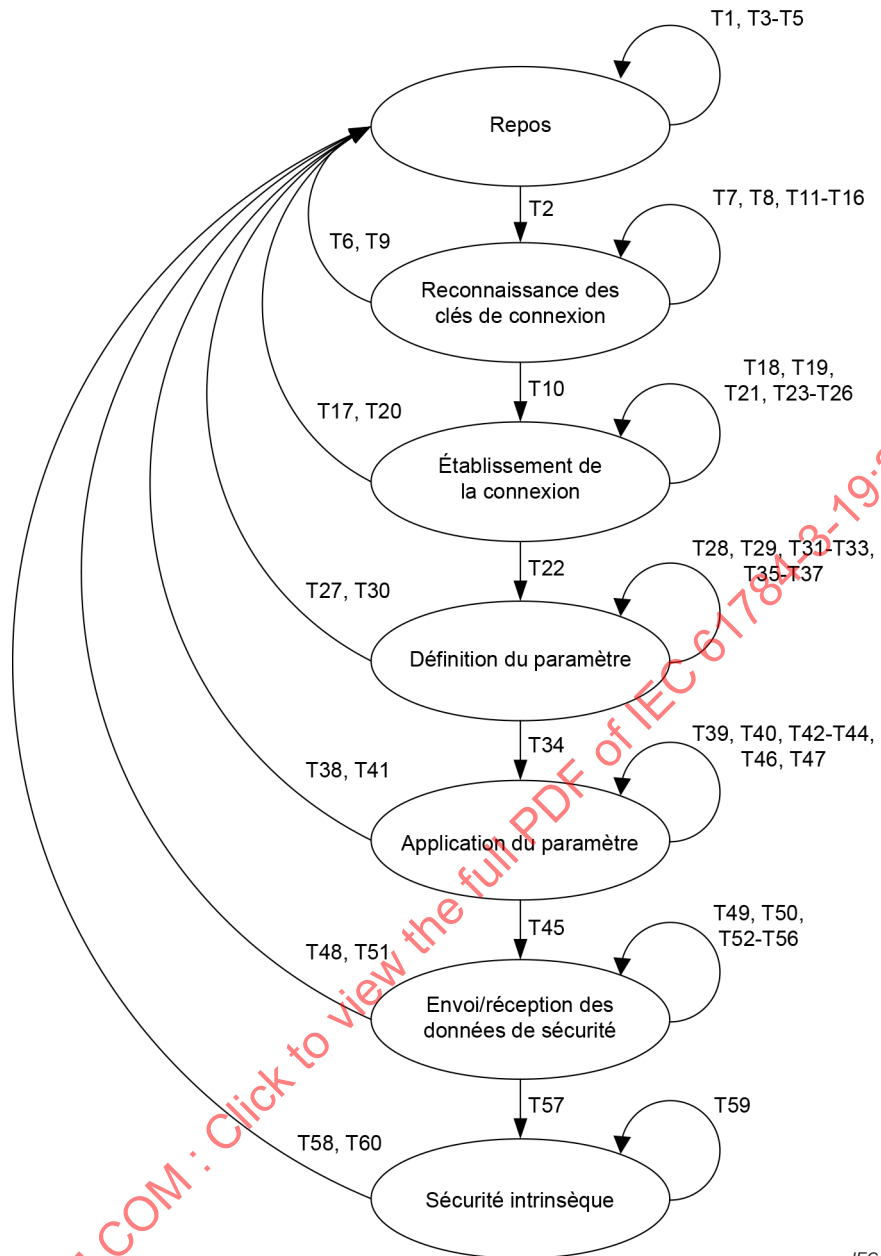 T1, T3-T5
Repos
T2
T7, T8, T11-T16
T6, T9
Reconnaissance des
clés de connexion
T10
T18, T19,
T21, T23-T26
T17, T20
Établissement de
la connexion
T22
T28, T29, T31-T33,
T35-T37
T27, T30
Définition du paramètre
T34
T39, T40, T42-T44,
T46, T47
T38, T41
Application du paramètre
T45
T49, T50,
T52-T56
T48, T51
Envoi/réception des
données de sécurité
T57
T59
T58, T60
Sécurité intrinsèque
IEC
COM : Click to view the full PDF of IEC 61784-3-19: